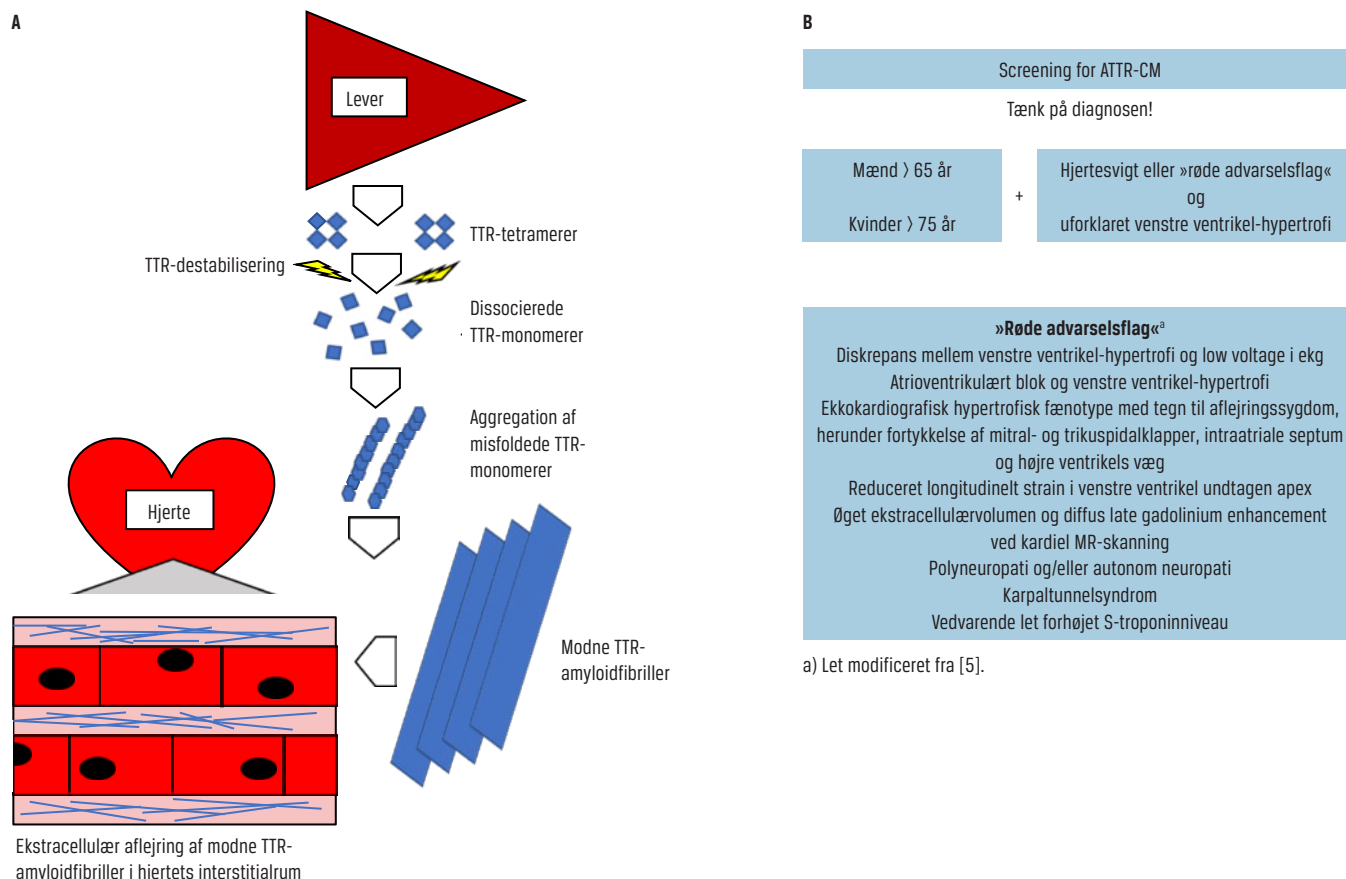 A
Lever
TTR-tetramerer
TTR-destabilisering
Dissocierede
TTR-monomerer
Aggregation af
misfoldede TTR-
monomerer
Hjerte
Modne TTR-
amyloidfibriller
Ekstracellulær aflejring af modne TTR-
amyloidfibriller i hjertets interstitialrum
B
Screening for ATTR-CM
Tænk på diagnosen!
Mænd > 65 år
Kvinder > 75 år
+
Hjertesvigt eller »røde advarselsflag«
og
uforklaret venstre ventrikel-hypertrofi
»Røde advarselsflag«a
Diskrepans mellem venstre ventrikel-hypertrofi og low voltage i ekg
Atrioventrikulært blok og venstre ventrikel-hypertrofi
Ekkokardiografisk hypertrofisk fænotype med tegn til aflejringssygdom,
herunder fortykkelse af mitral- og trikuspidalklapper, intraatriale septum
og højre ventrikels væg
Reduceret longitudinelt strain i venstre ventrikel undtagen apex
Øget ekstracellulærvolumen og diffus late gadolinium enhancement
ved kardiel MR-skanning
Polyneuropati og/eller autonom neuropati
Karpaltunnelsyndrom
Vedvarende let forhøjet S-troponinniveau
a) Let modificeret fra [5].